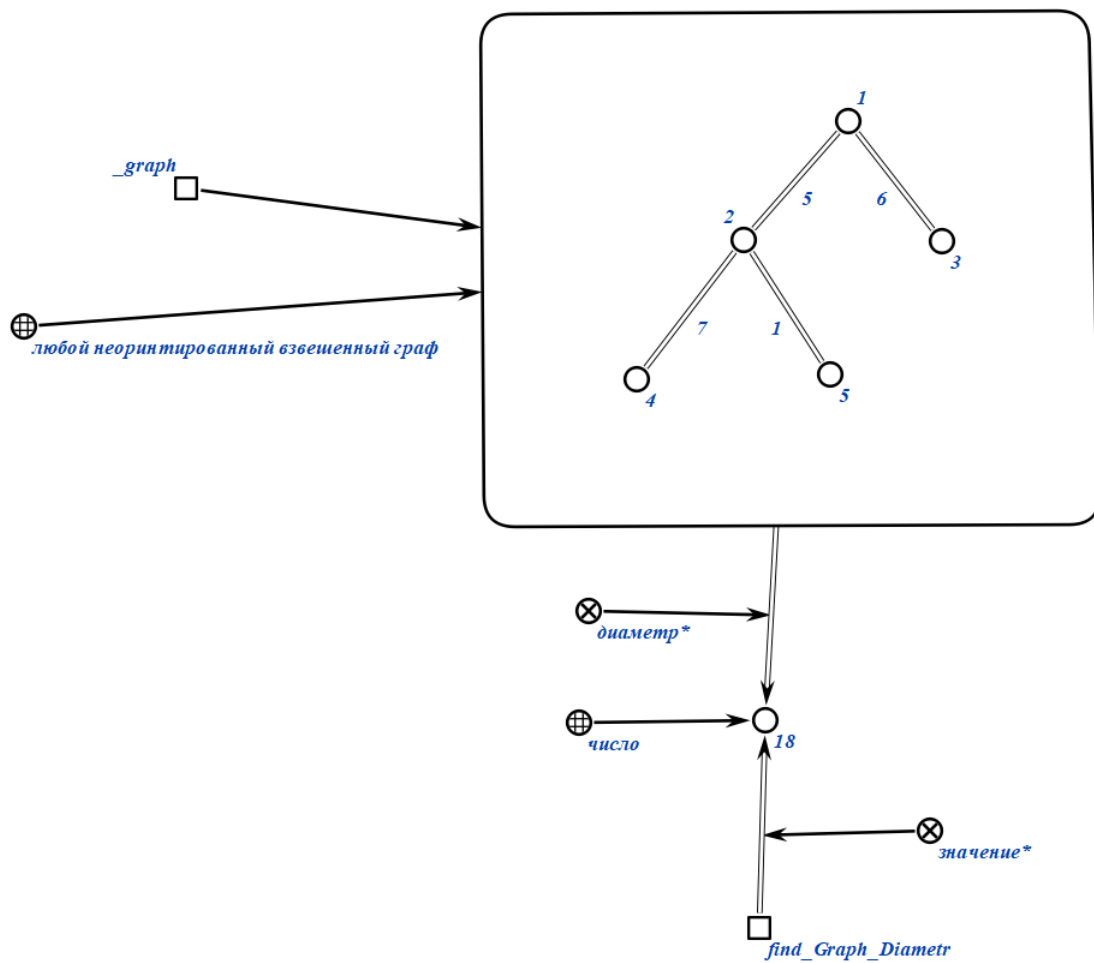 1
_graph
5
6
2
3
любой неоринтированный взвешенный граф
7
1
4
5
диаметр*
число
18
значение*
find_Graph_Diametr